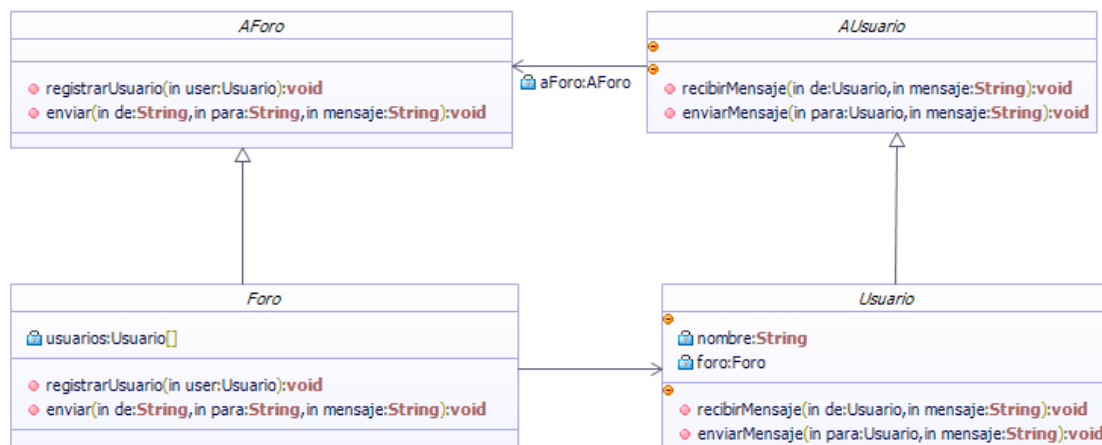 AForo
registrarUsuario(in user:Usuario):void
enviar(in de:String,in para:String,in mensaje:String):void
aForo:AForo
AUsuario
recibirMensaje(in de:Usuario,in mensaje:String):void
enviarMensaje(in para:Usuario,in mensaje:String):void
Foro
usuarios:Usuario[]
registrarUsuario(in user:Usuario):void
enviar(in de:String,in para:String,in mensaje:String):void
Usuario
nombre:String
foro:Foro
recibirMensaje(in de:Usuario,in mensaje:String):void
enviarMensaje(in para:Usuario,in mensaje:String):void